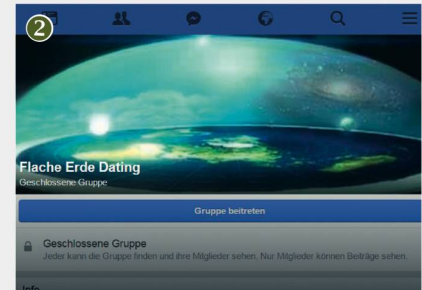 2
Flache Erde Dating
Geschlossene Gruppe
Gruppe beitreten
Geschlossene Gruppe
Jeder kann die Gruppe finden und ihre Mitglieder sehen. Nur Mitglieder können Beiträge sehen.
Info